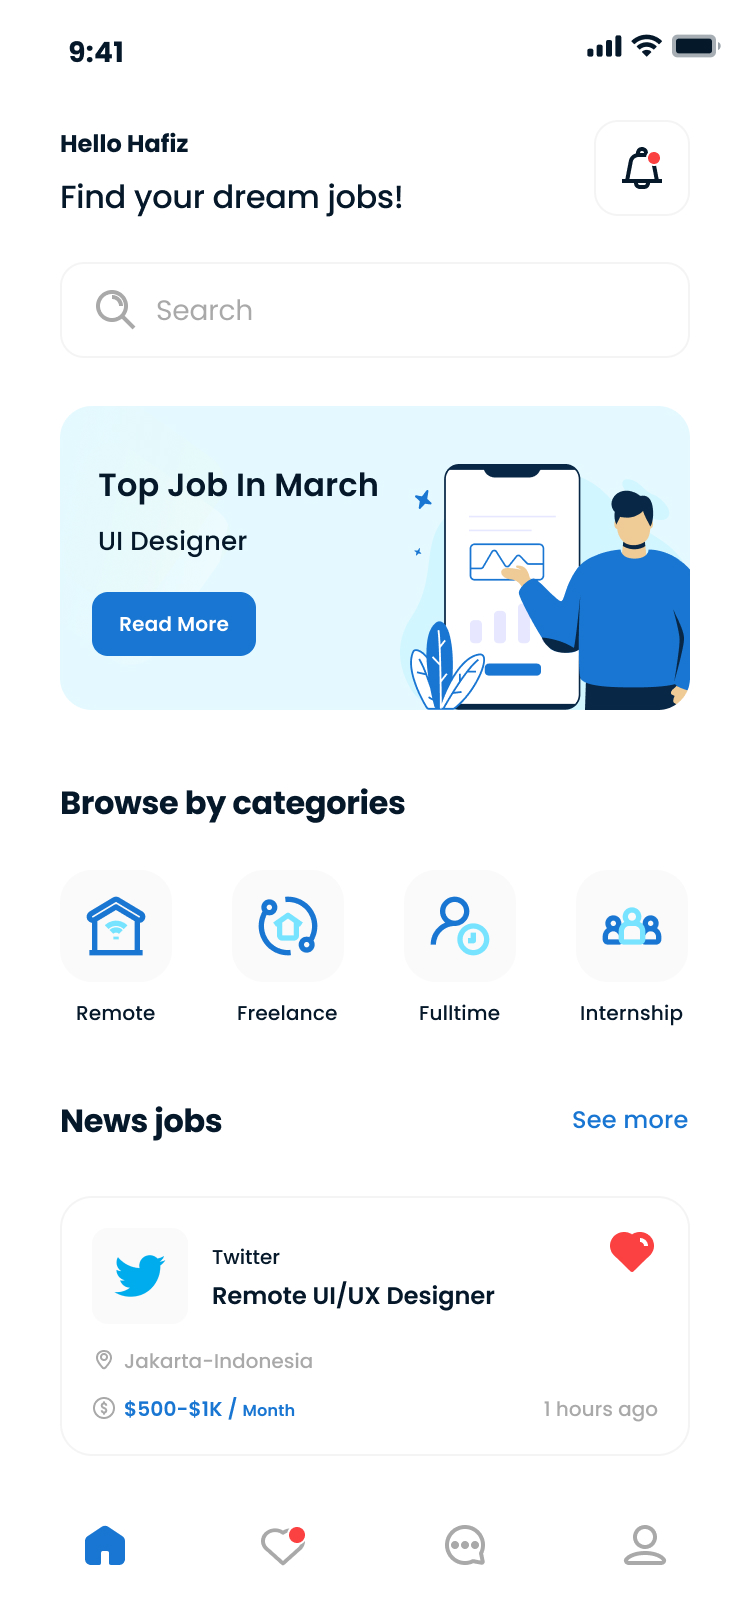 9:41
Hello Hafiz
Find your dream jobs!
Search
Top Job In March
UI Designer
Read More
Browse by categories
Remote
Freelance
Fulltime
Internship
News jobs
See more
Twitter
Remote UI/UX Designer
Jakarta-Indonesia
$500-$1K / Month
1 hours ago